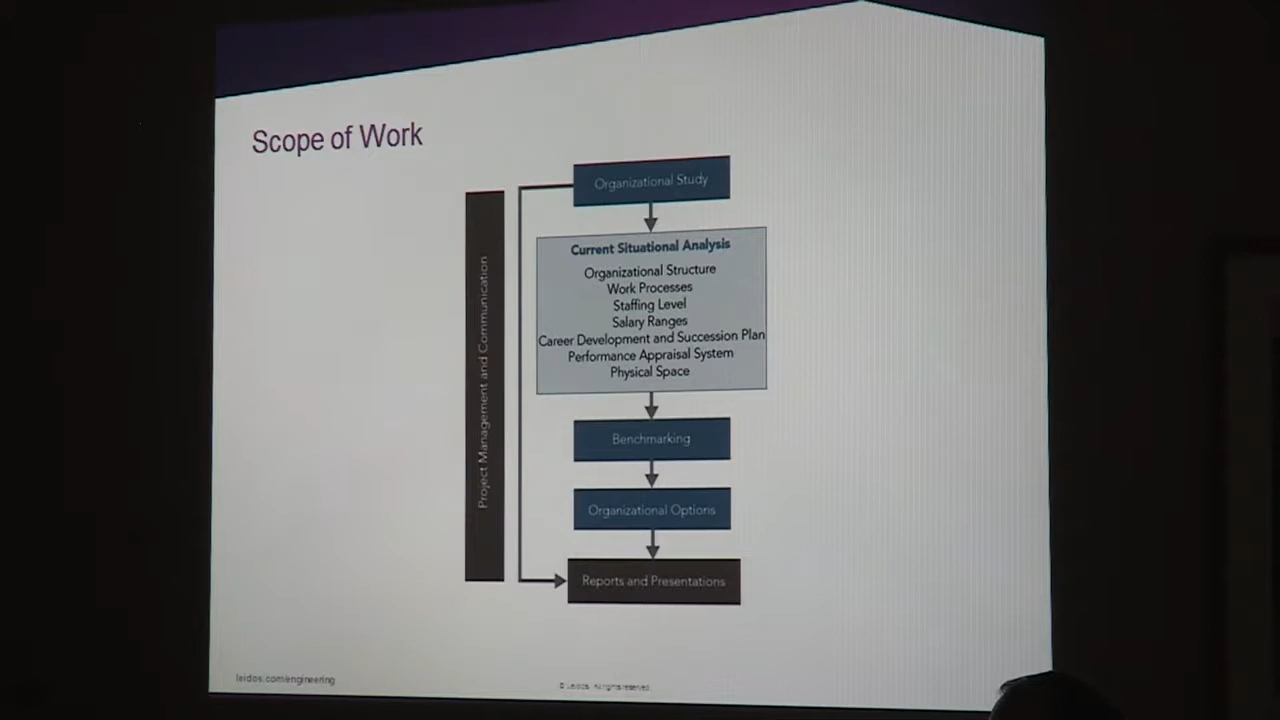 Scope of Work
Organizational Study
Project Management and Communication
Current Situational Analysis
Organizational Structure
Work Processes
Staffing Level
Salary Ranges
Career Development and Succession Plan
Performance Appraisal System
Physical Space
Benchmarking
Organizational Options
Reports and Presentations
leidos.com/engineering
© Leidos. All rights reserved.